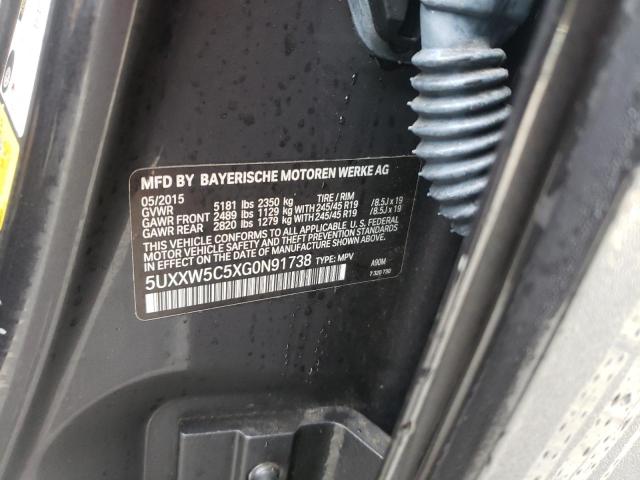 MFD BY BAYERISCHE MOTOREN WERKE AG
05/2015 TIRE / RIM
GVWR 5181 lbs 2350 kg
GAWR FRONT 2489 lbs 1129 kg WITH 245/45 R19 /8.5J x 19
GAWR REAR 2820 lbs 1279 kg WITH 245/45 R19 /8.5J x 19
THIS VEHICLE CONFORMS TO ALL APPLICABLE U.S. FEDERAL
MOTOR VEHICLE SAFETY AND THEFT PREVENTION
STANDARDS IN EFFECT ON THE DATE OF MANUFACTURE SHOWN ABOVE.
5UXXW5C5XG0N91738 TYPE: MPV A90M
7 320 730